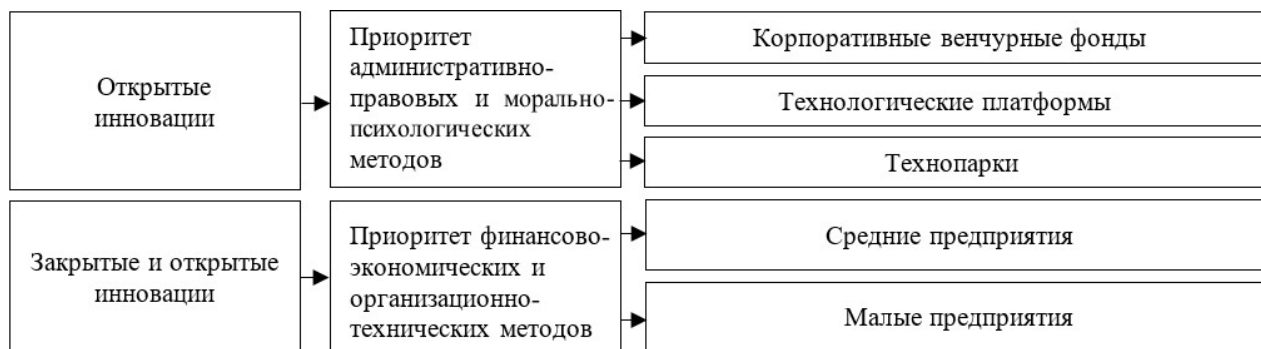 Открытые
инновации
Приоритет
административно-
правовых и морально-
психологических
методов
Корпоративные венчурные фонды
Технологические платформы
Технопарки
Закрытые и открытые
инновации
Приоритет финансово-
экономических и
организационно-
технических методов
Средние предприятия
Малые предприятия